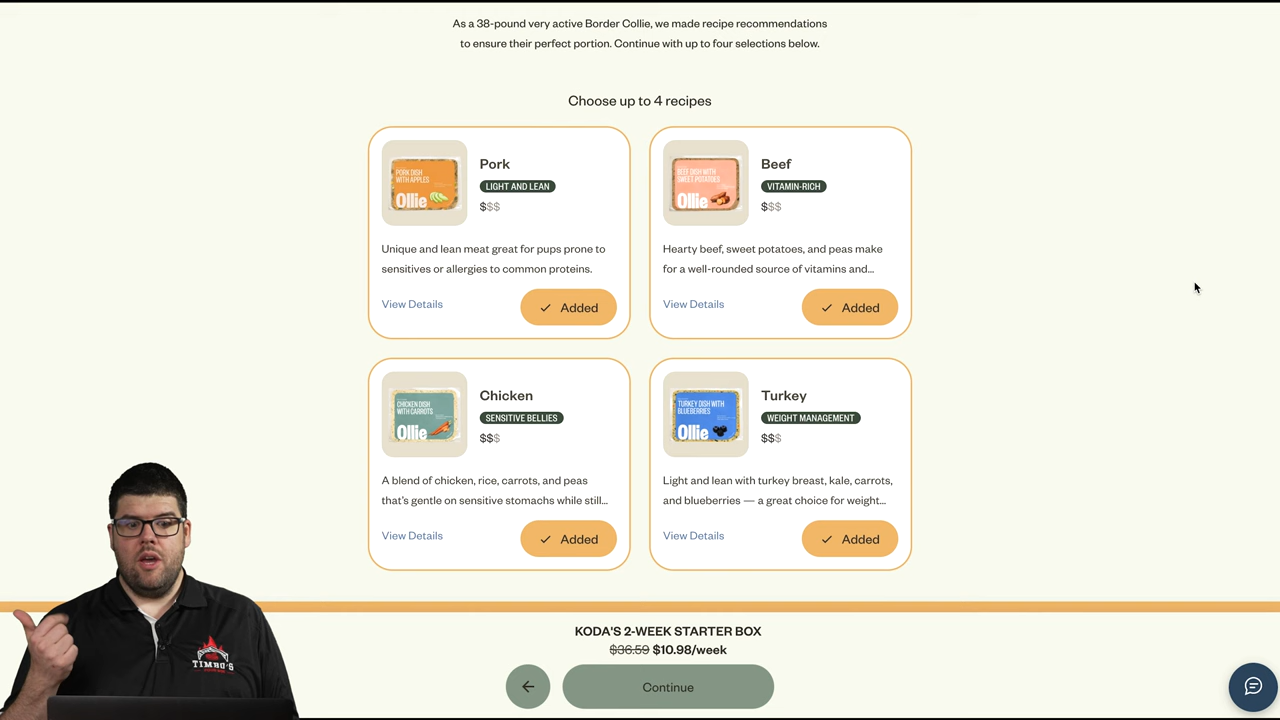 As a 38-pound very active Border Collie, we made recipe recommendations
to ensure their perfect portion. Continue with up to four selections below.
Choose up to 4 recipes
PORK DISH
WITH APPLES
Ollie
Pork
LIGHT AND LEAN
$$$
Unique and lean meat great for pups prone to
sensitives or allergies to common proteins.
View Details
Added
BEEF DISH WITH
SWEET POTATOES
Ollie
Beef
VITAMIN-RICH
$$$
Hearty beef, sweet potatoes, and peas make
for a well-rounded source of vitamins and...
View Details
Added
CHICKEN DISH
WITH CARROTS
Ollie
Chicken
SENSITIVE BELLIES
$$$
A blend of chicken, rice, carrots, and peas
that's gentle on sensitive stomachs while still...
View Details
Added
TURKEY DISH WITH
BLUEBERRIES
Ollie
Turkey
WEIGHT MANAGEMENT
$$$
Light and lean with turkey breast, kale, carrots,
and blueberries — a great choice for weight...
View Details
Added
KODA'S 2-WEEK STARTER BOX
$36.59 $10.98/week
Continue
TIMBO'S